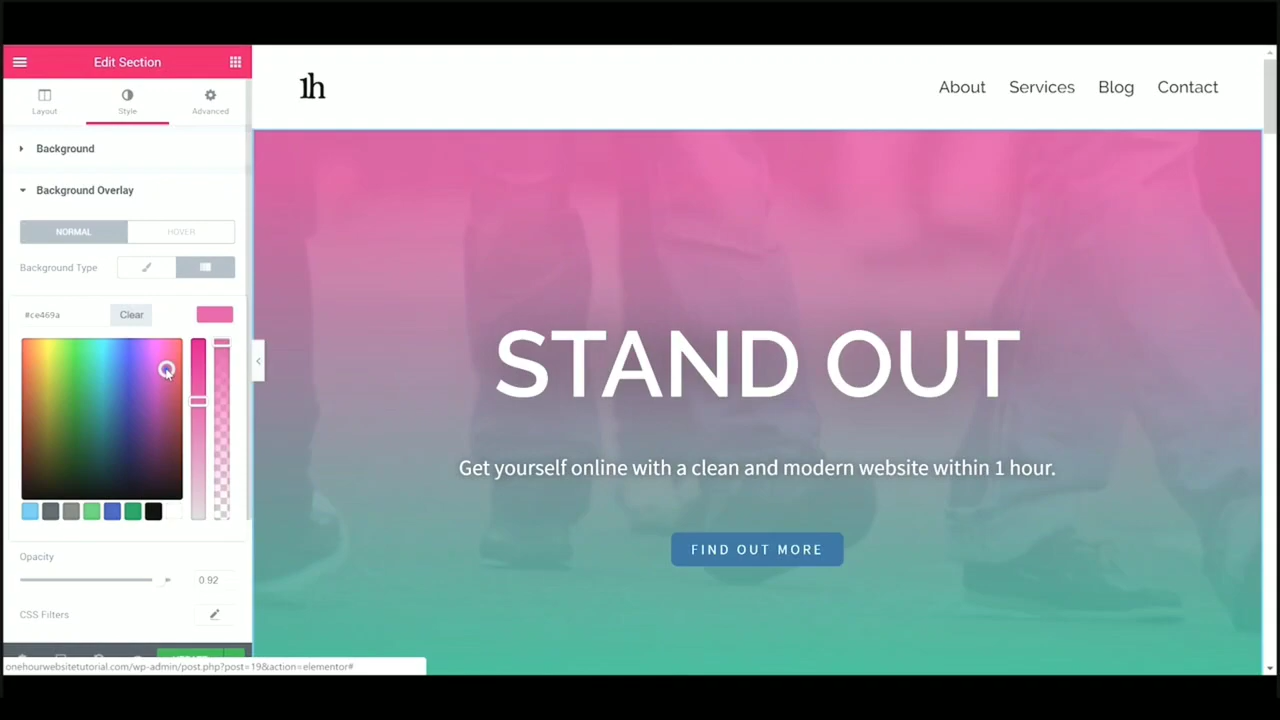 Edit Section
1h
About Services Blog Contact
Layout Style Advanced
Background
Background Overlay
NORMAL HOVER
Background Type
#ce469a Clear
STAND OUT
Get yourself online with a clean and modern website within 1 hour.
FIND OUT MORE
Opacity 0.92
CSS Filters
onehourwebsitetutorial.com/wp-admin/post.php?post=19&action=elementor#